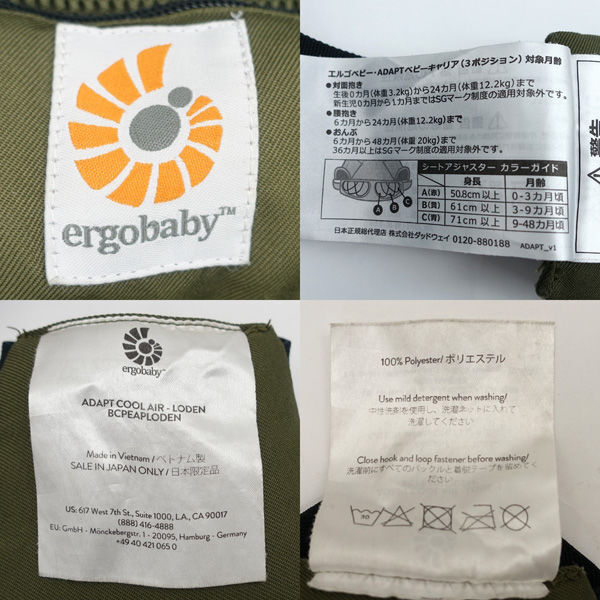 ergobaby™
エルゴベビー・ADAPTベビーキャリア(3ポジション)対象月齢
●対面抱き
生後0カ月(体重3.2kg)から24カ月(体重12.2kg)まで
新生児0カ月から1カ月まではSGマーク制度の適用対象外です。
●腰抱き
6カ月から24カ月(体重12.2kg)まで
●おんぶ
6カ月から48カ月(体重20kg)まで
36カ月以上はSGマーク制度の適用対象外です。
シートアジャスター カラーガイド
身長 月齢
A(赤) 50.8cm以上 0-3カ月頃
B(黄) 61cm以上 3-9カ月頃
C(青) 71cm以上 9-48カ月頃
A B C
日本正規総代理店 株式会社ダッドウェイ 0120-880188 ADAPT_v1
警告
ergobaby™
ADAPT COOL AIR - LODEN
BCPEAPLODEN
Made in Vietnam/ベトナム製
SALE IN JAPAN ONLY/日本限定品
US: 617 West 7th St., Suite 1000, L.A., CA 90017
(888) 416-4888
EU: GmbH - Mönckebergstr. 1 - 20095, Hamburg - Germany
+49 40 421 065 0
100% Polyester/ポリエステル
Use mild detergent when washing/
中性洗剤を使用し、洗濯ネットに入れて
洗濯してください
Close hook and loop fastener before washing/
洗濯前にすべてのバックルと着脱テープを留めてく
ださい